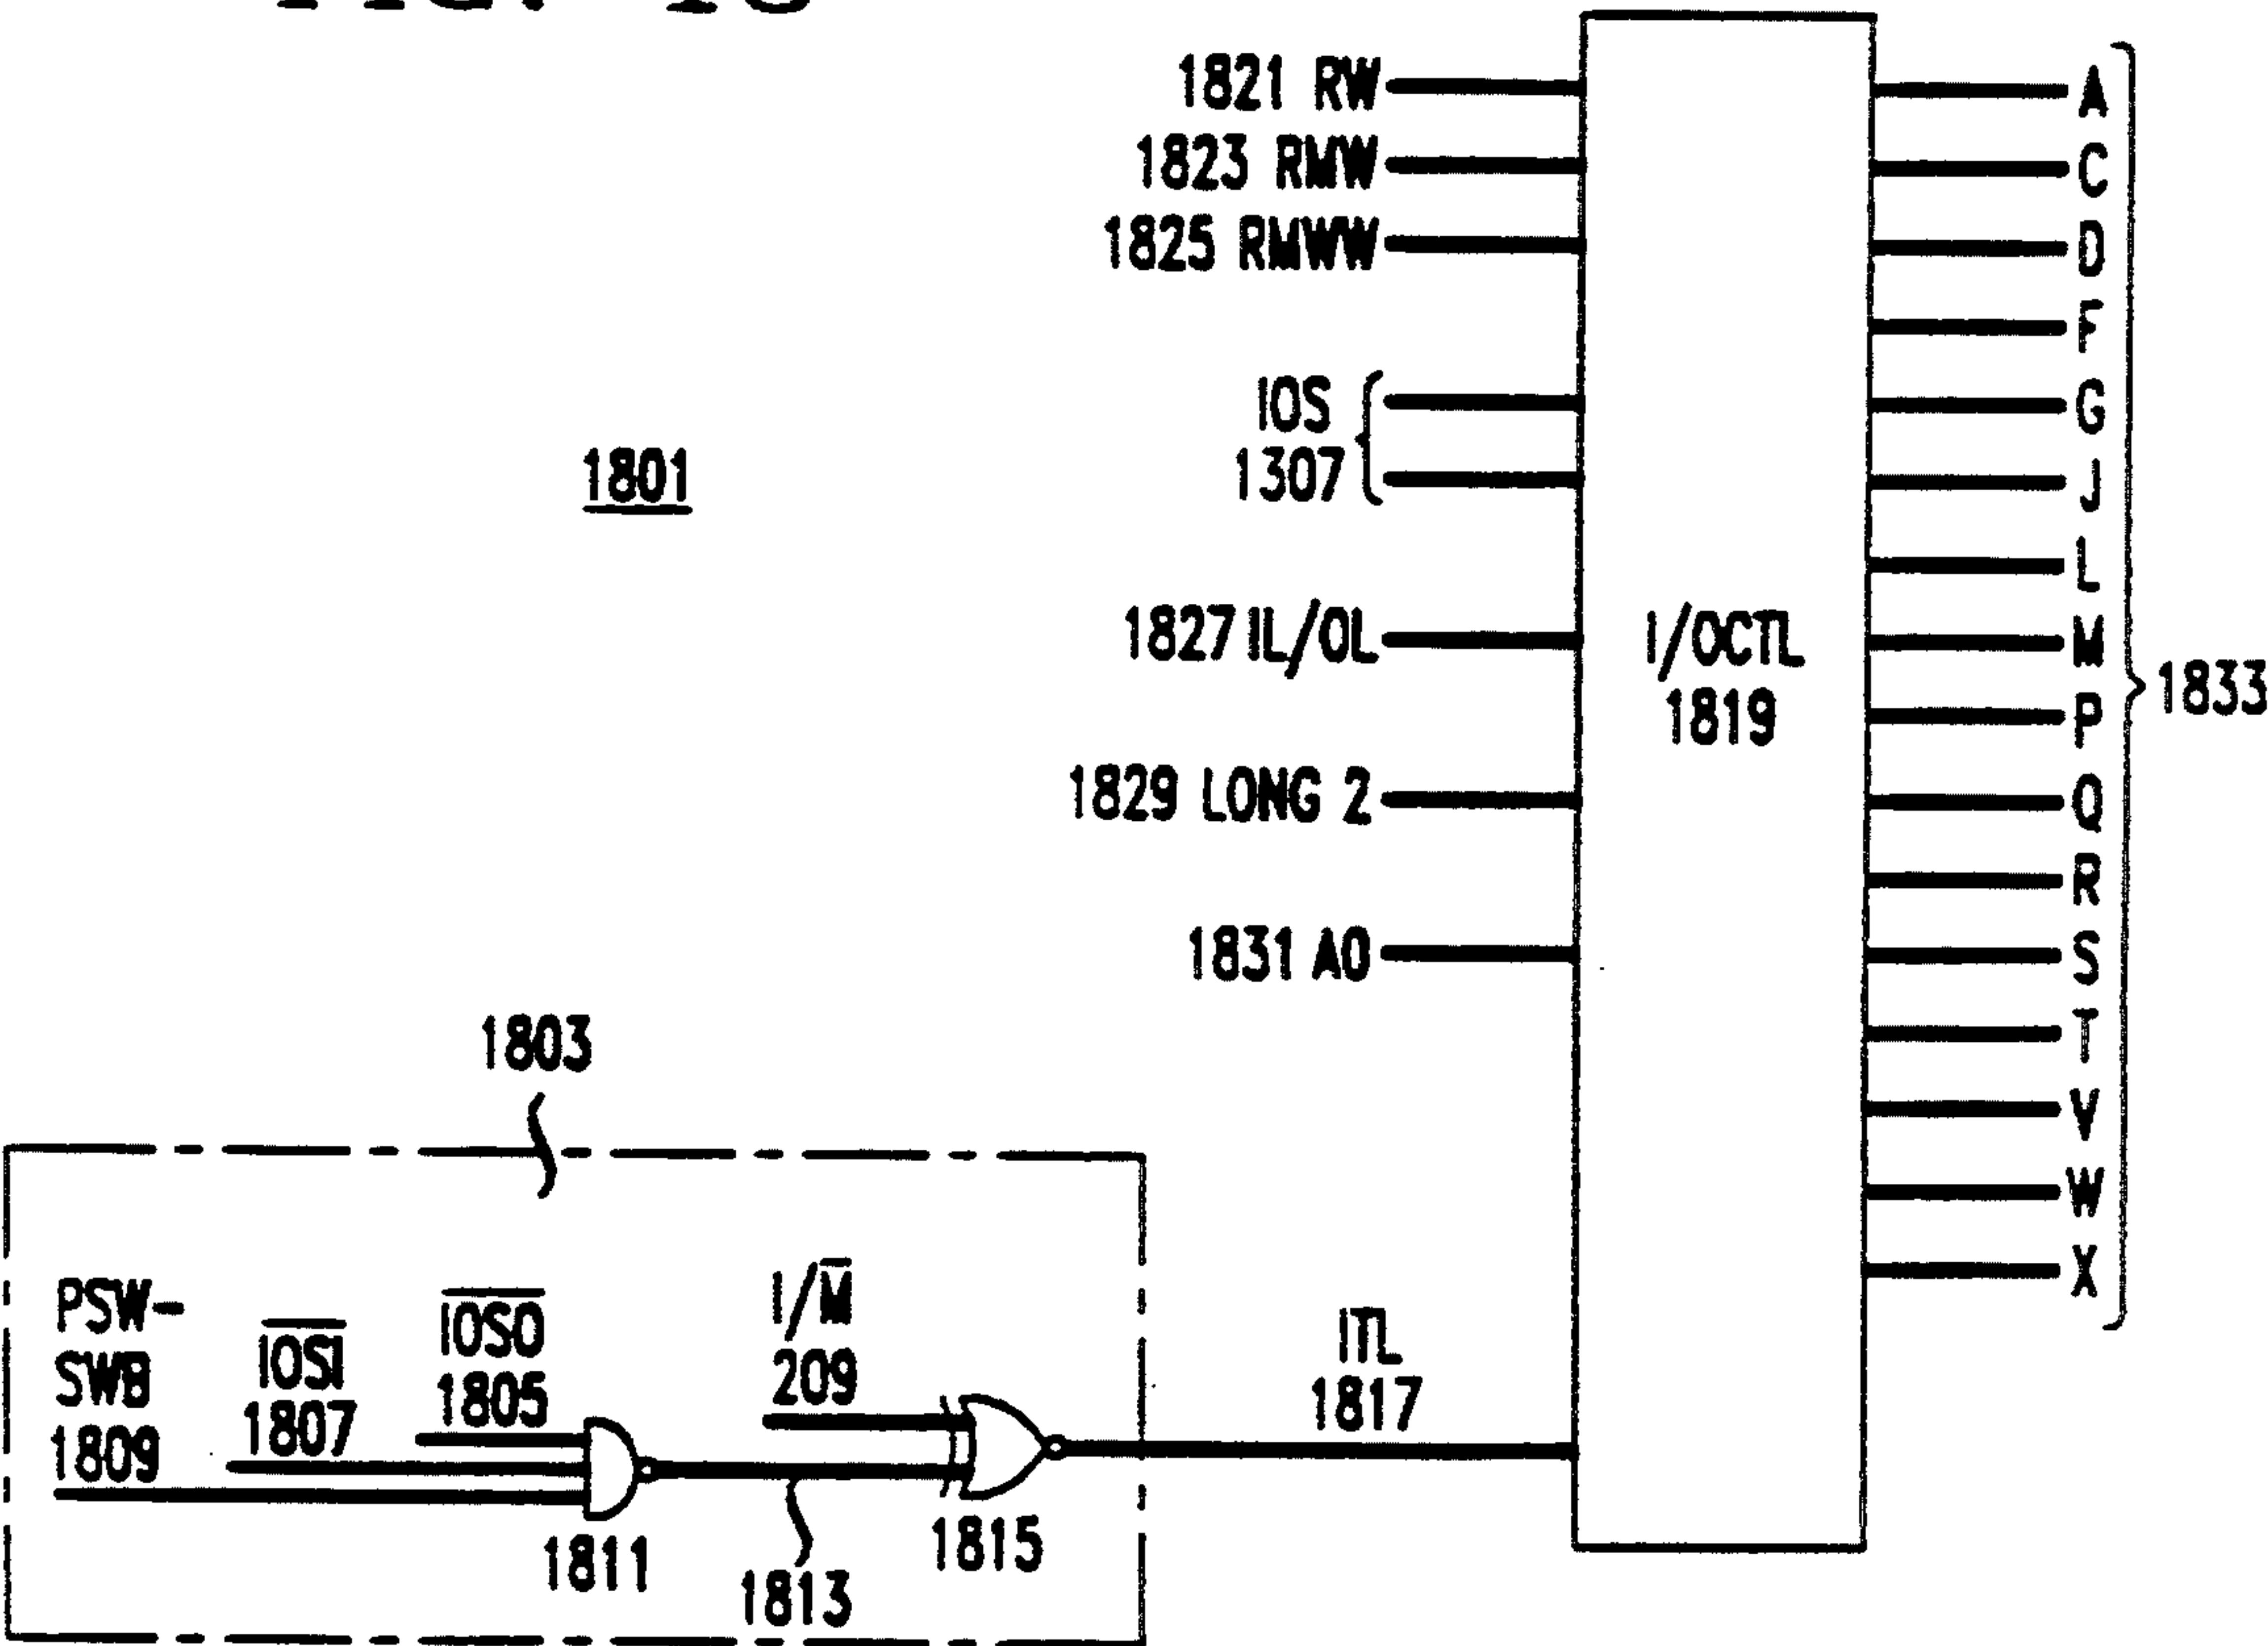 1821 RW
1823 RMW
1825 RMWW
IOS
1307
1827 IL/OL
1829 LONG 2
1831 A0
I/OCTL
1819
A
C
D
F
G
J
L
M
P
Q
R
S
T
V
W
X
1833
1801
1803
PSW-
SWB
1809
IOSI
1807
IOSO
1805
I/M
209
ITL
1817
1811
1813
1815